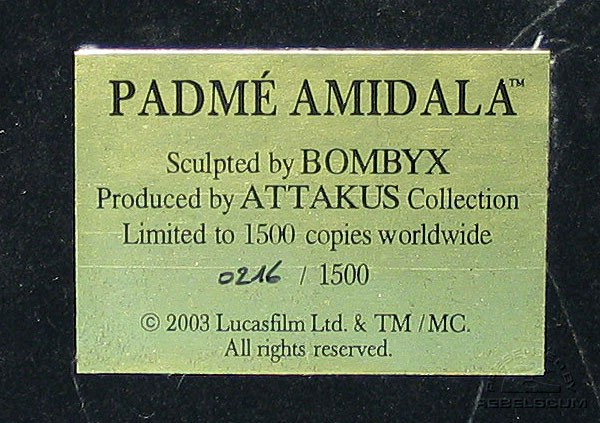 PADMÉ AMIDALA™
Sculpted by BOMBYX
Produced by ATTAKUS Collection
Limited to 1500 copies worldwide
0216 / 1500
© 2003 Lucasfilm Ltd. & TM / MC.
All rights reserved.
REBELSCUM